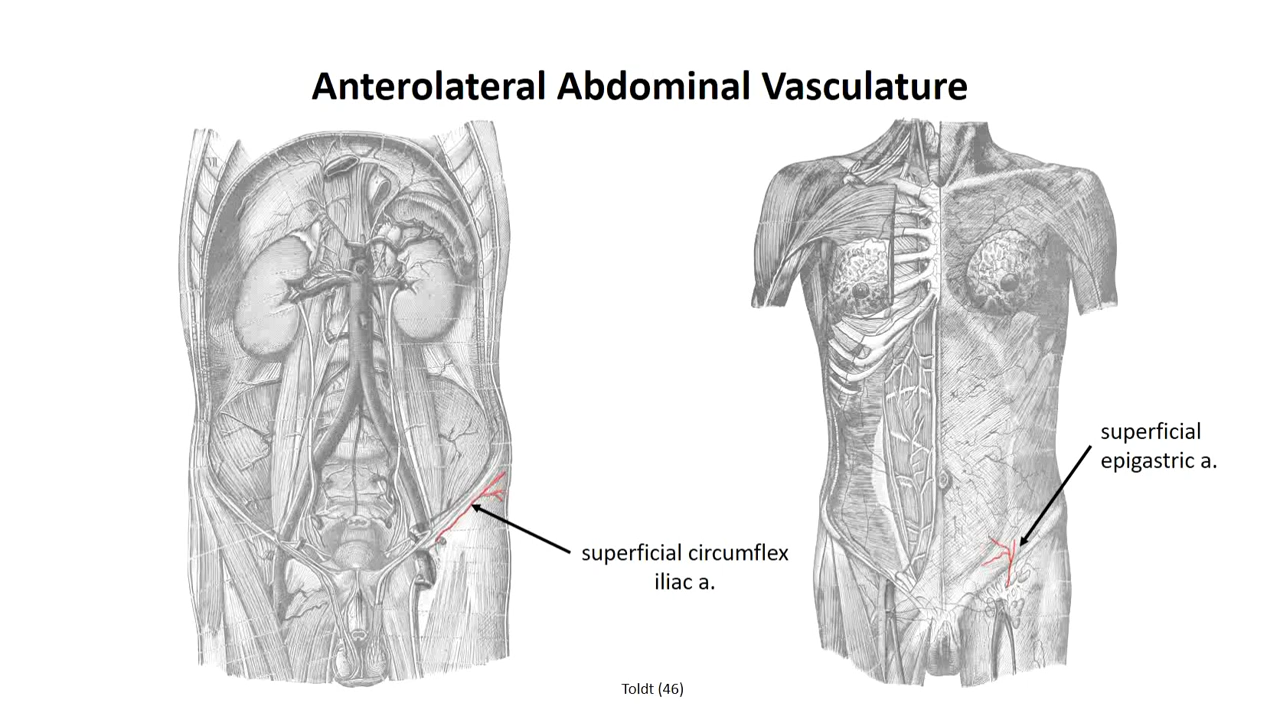 Anterolateral Abdominal Vasculature
superficial
epigastric a.
superficial circumflex
iliac a.
Toldt (46)